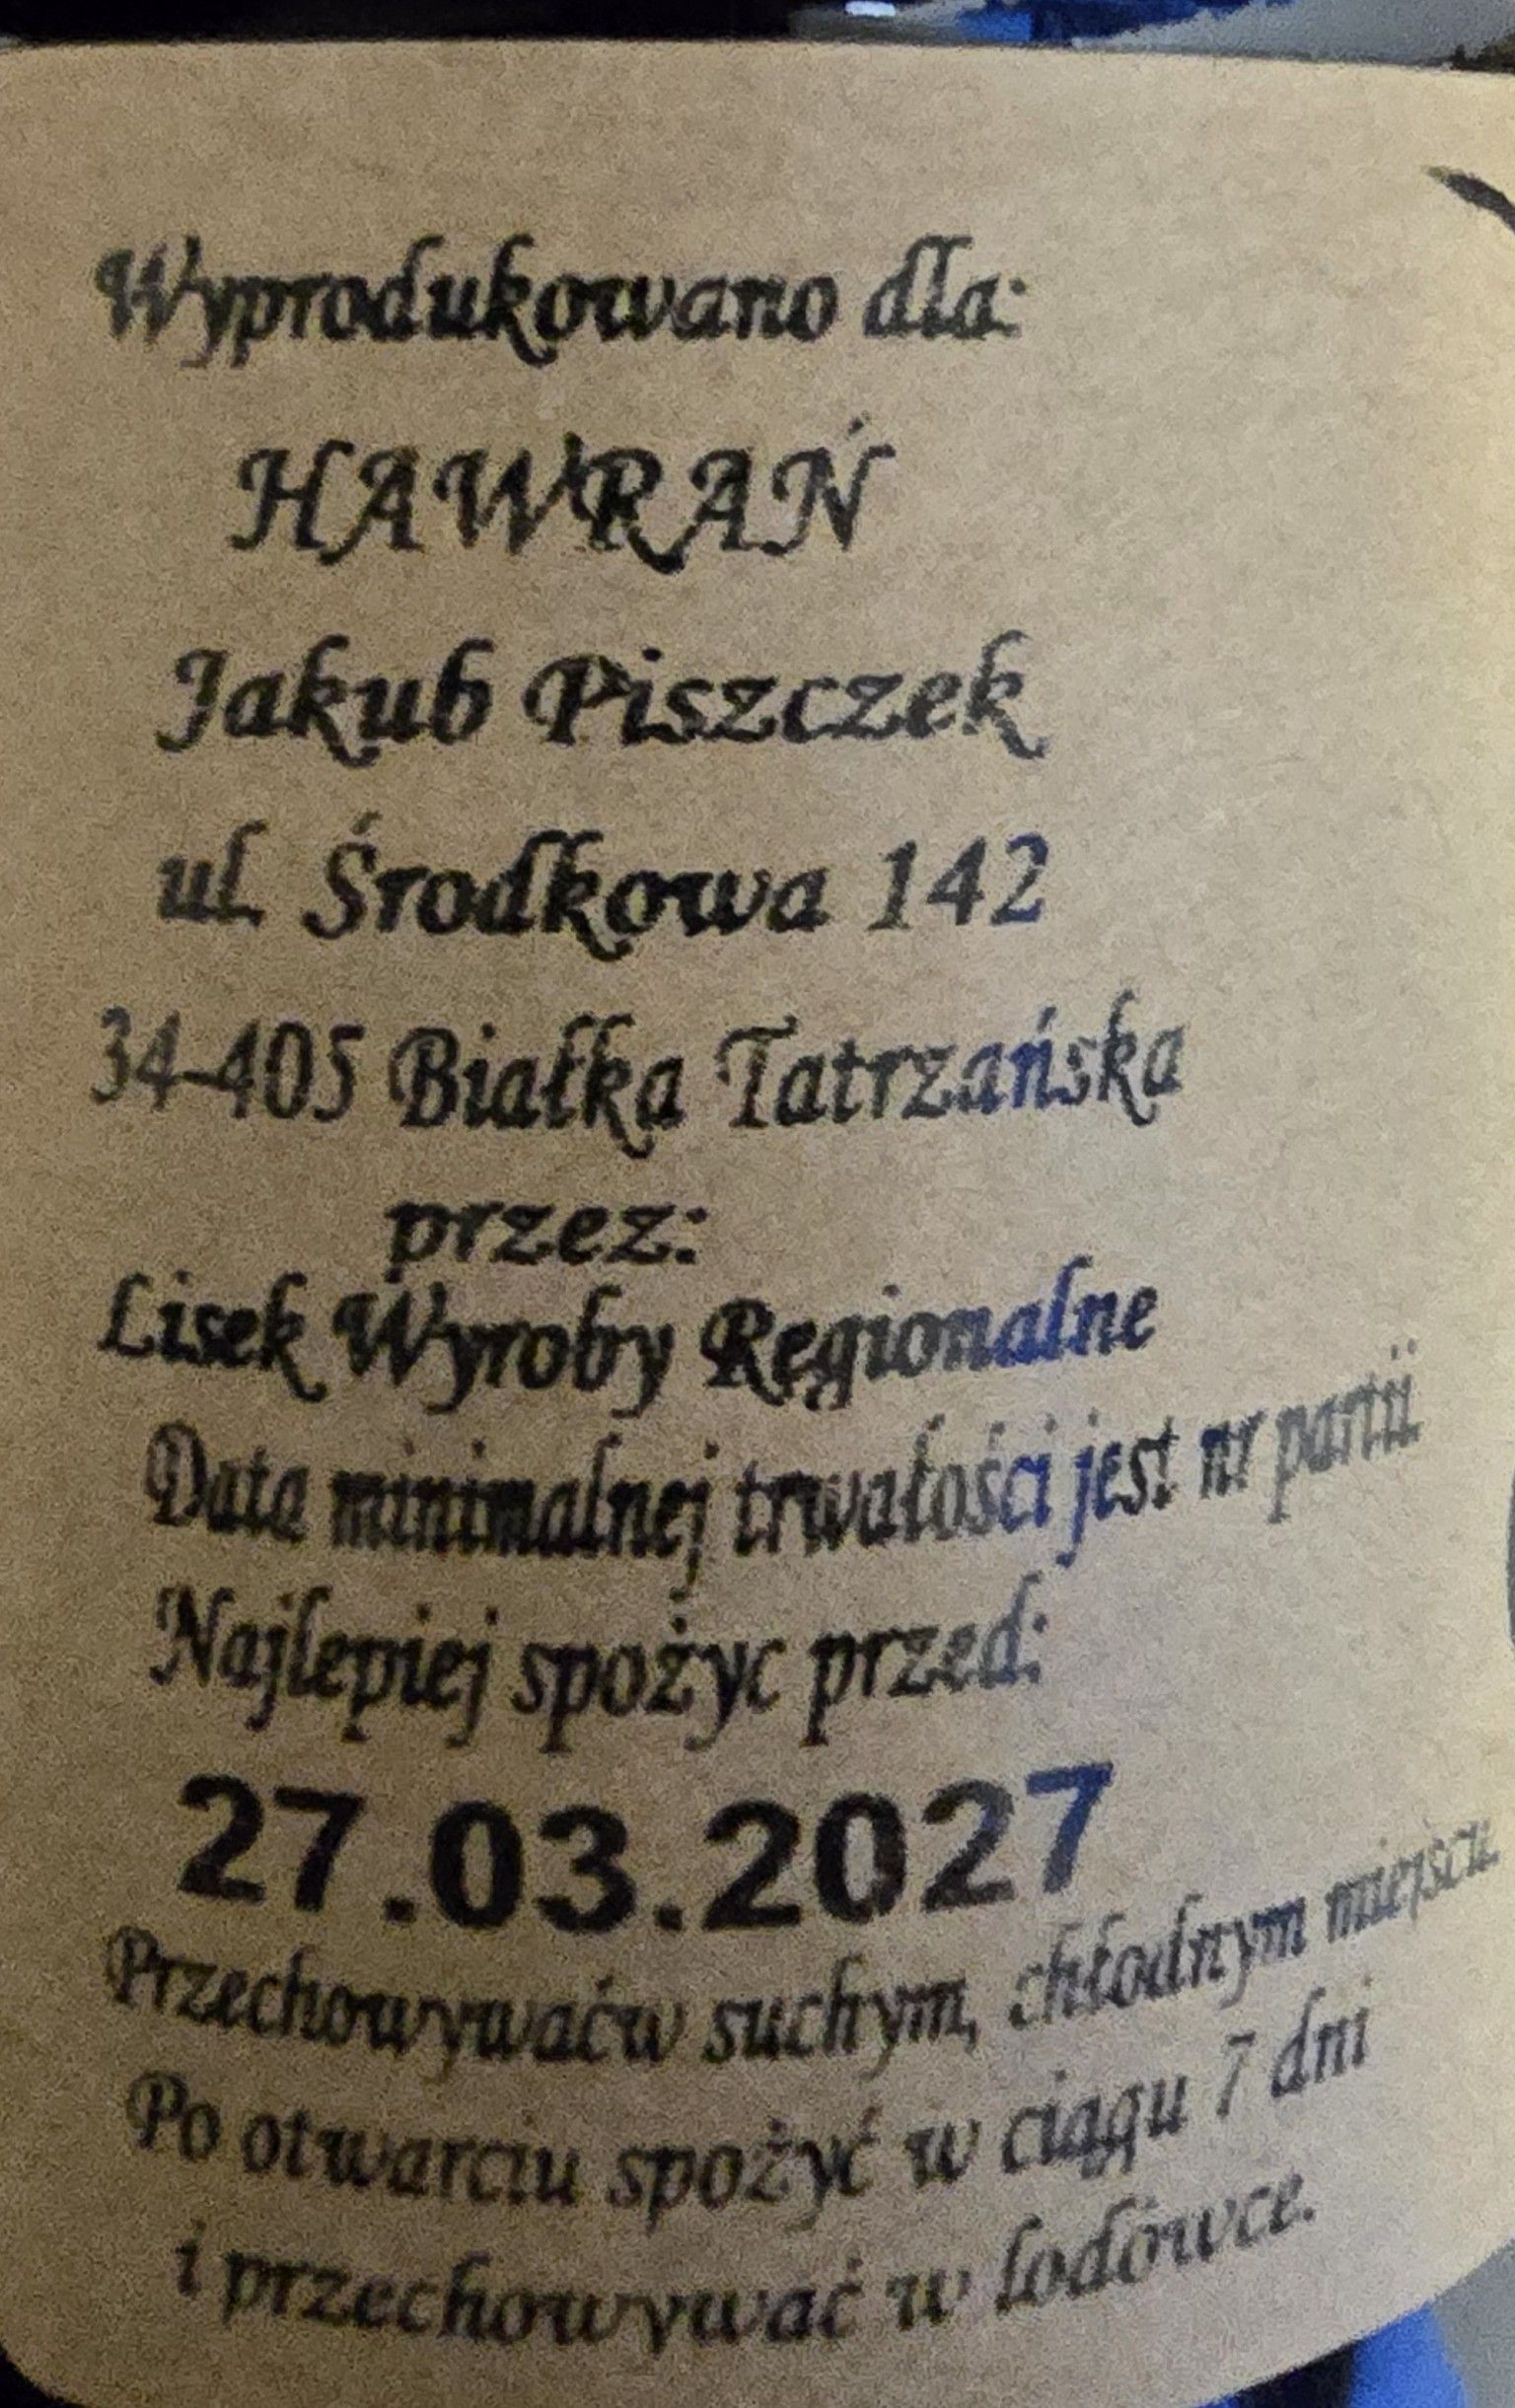 Wyprodukowano dla:
HAWRAŃ
Jakub Piszczek
ul. Środkowa 142
34-405 Białka Tatrzańska
przez:
Lisek Wyroby Regionalne
Data minimalnej trwałości jest nr partii
Najlepiej spożyc przed:
27.03.2027
Przechowywaćw suchym, chłodnym miejscu.
Po otwarciu spożyć w ciągu 7 dni
i przechowywać w lodówce.